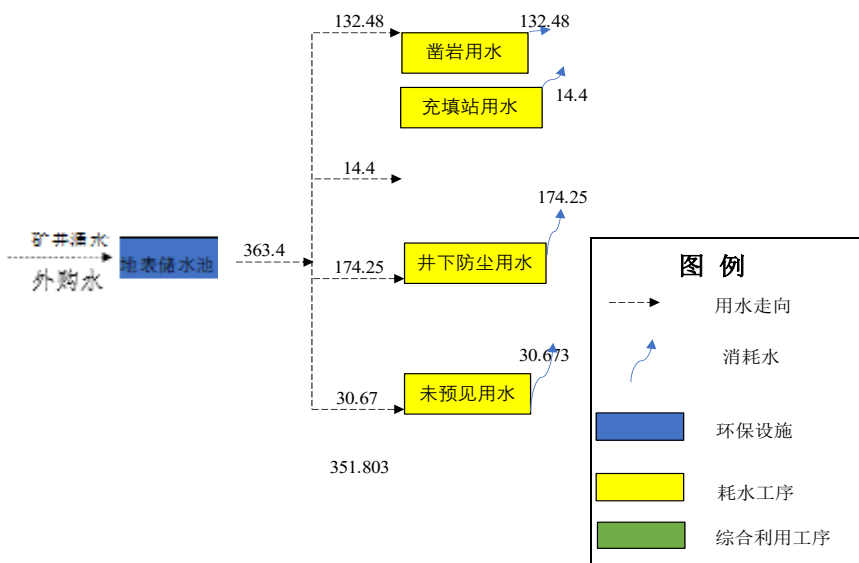 132.48
132.48
凿岩用水
充填站用水
14.4
14.4
174.25
矿井涌水
外购水
地表储水池
363.4
174.25
井下防尘用水
30.67
30.673
未预见用水
351.803
图 例
用水走向
消耗水
环保设施
耗水工序
综合利用工序